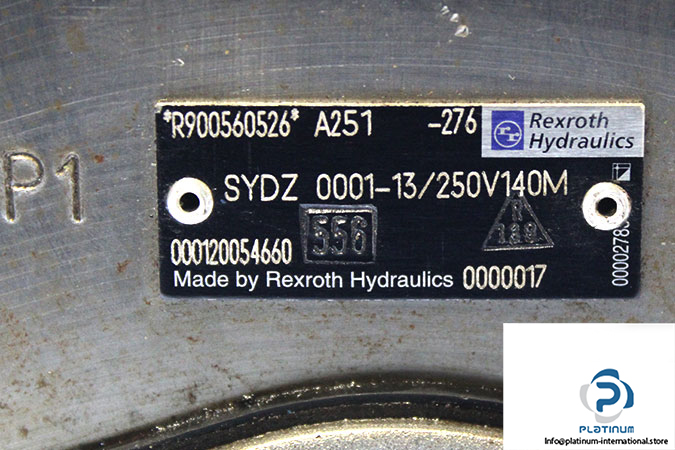 *R900560526* A251 -276
Rexroth
Hydraulics
P1
SYDZ 0001-13/250V140M
000120054660
556
189
Made by Rexroth Hydraulics 0000017
PLATINUM
Info@platinum-international.store